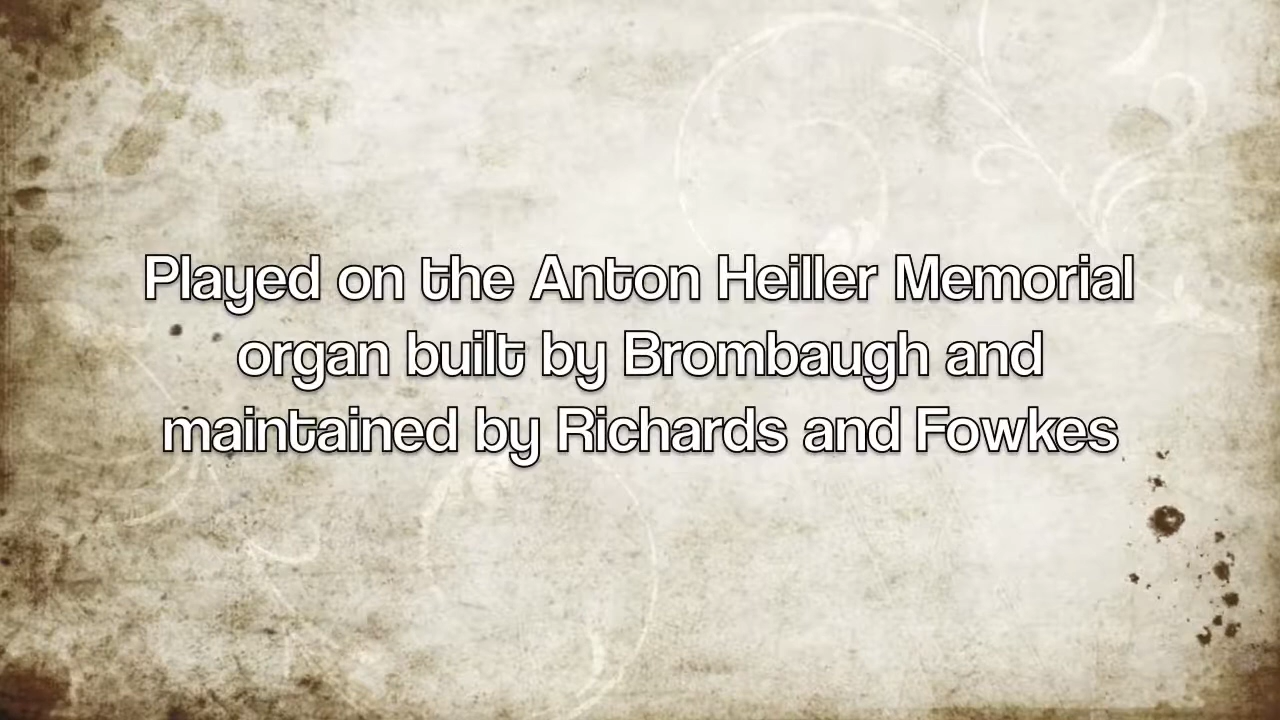 Played on the Anton Heiller Memorial
organ built by Brombaugh and
maintained by Richards and Fowkes